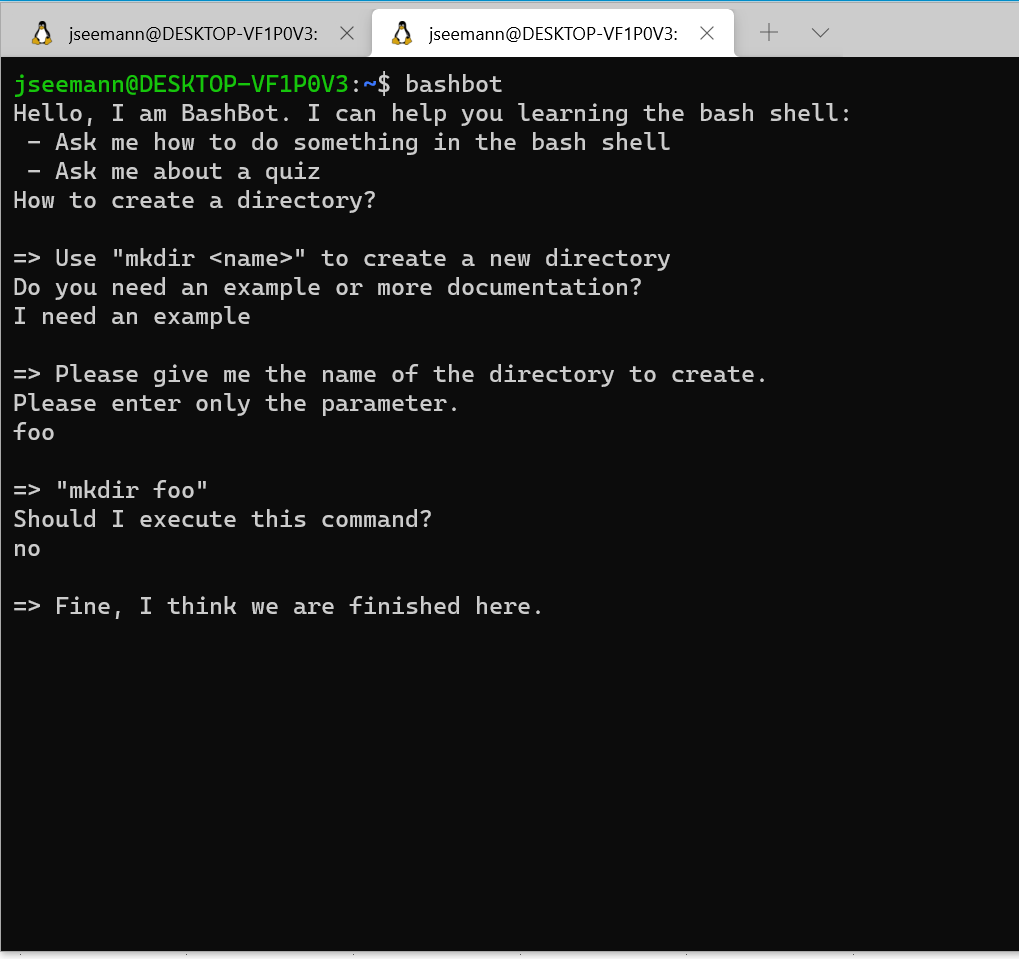 jseemann@DESKTOP-VF1P0V3: jseemann@DESKTOP-VF1P0V3:
jseemann@DESKTOP-VF1P0V3:~$ bashbot
Hello, I am BashBot. I can help you learning the bash shell:
 - Ask me how to do something in the bash shell
 - Ask me about a quiz
How to create a directory?
=> Use "mkdir <name>" to create a new directory
Do you need an example or more documentation?
I need an example
=> Please give me the name of the directory to create.
Please enter only the parameter.
foo
=> "mkdir foo"
Should I execute this command?
no
=> Fine, I think we are finished here.